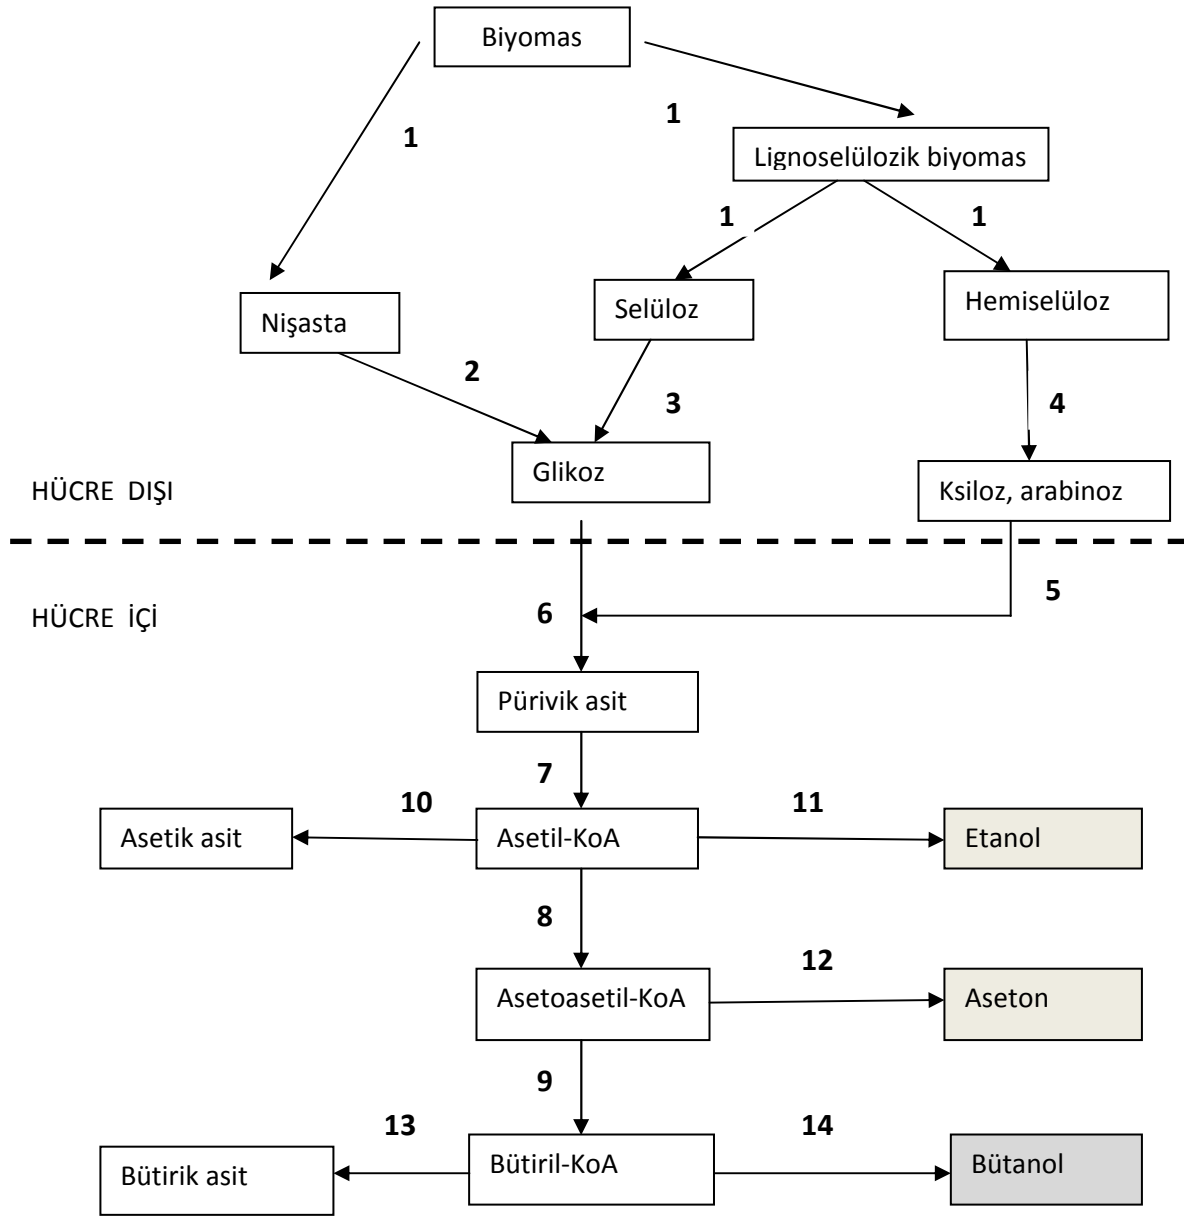 Biyomas
1
1
Lignoselülozik biyomas
1
1
Nişasta
Selüloz
Hemiselüloz
2
3
4
Glikoz
Ksiloz, arabinoz
HÜCRE DIŞI
HÜCRE İÇİ
6
5
Pürivik asit
7
10
11
Asetik asit
Asetil-KoA
Etanol
8
12
Asetoasetil-KoA
Aseton
9
13
14
Bütirik asit
Bütiril-KoA
Bütanol